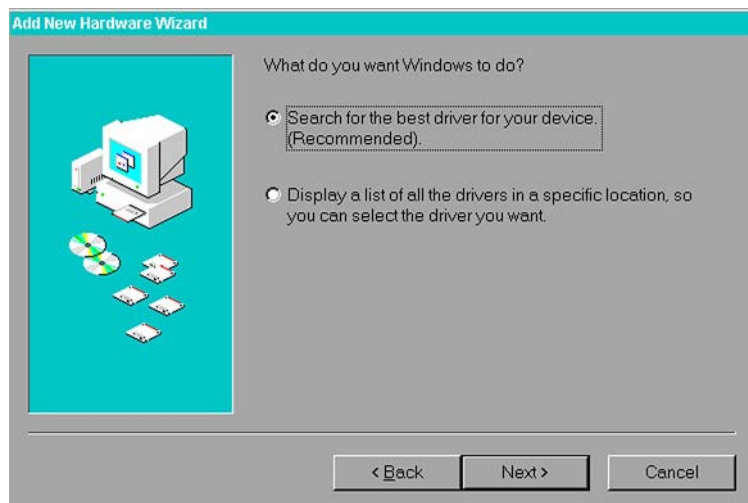 Add New Hardware Wizard
What do you want Windows to do?
Search for the best driver for your device.
(Recommended).
Display a list of all the drivers in a specific location, so
you can select the driver you want.
< Back
Next >
Cancel